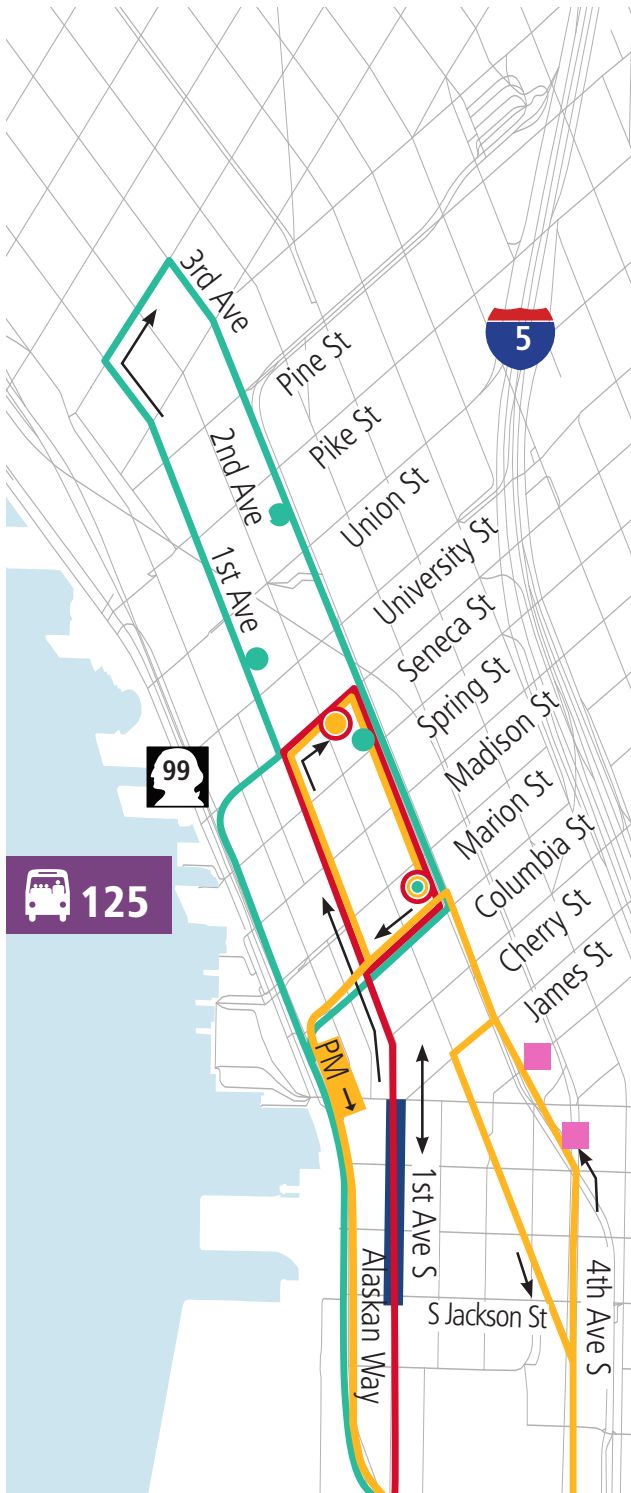 3rd Ave
5
Pine St
Pike St
2nd Ave
Union St
1st Ave
University St
Seneca St
Spring St
Madison St
99
Marion St
Columbia St
125
Cherry St
James St
PM
1st Ave S
Alaskan Way
4th Ave S
S Jackson St